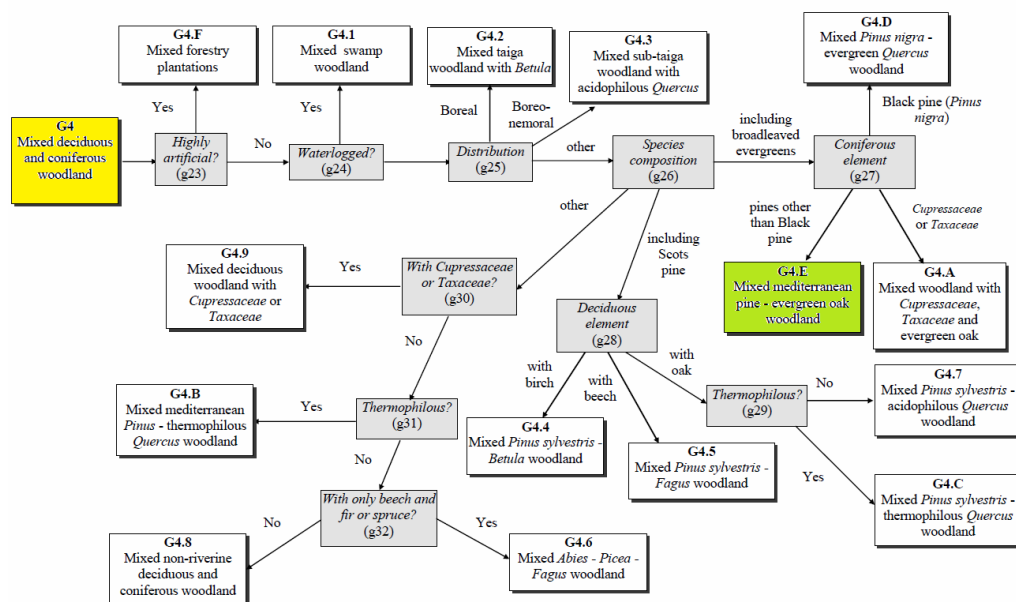 G4.F
Mixed forestry
plantations
G4.1
Mixed swamp
woodland
G4.2
Mixed taiga
woodland with Betula
G4.3
Mixed sub-taiga
woodland with
acidophilous Quercus
G4.D
Mixed Pinus nigra -
evergreen Quercus
woodland
Yes
Yes
Boreal
Boreo-
nemoral
Black pine (Pinus
nigra)
G4
Mixed deciduous
and coniferous
woodland
Highly
artificial?
(g23)
No
Waterlogged?
(g24)
Distribution
(g25)
other
Species
composition
(g26)
including
broadleaved
evergreens
Coniferous
element
(g27)
other
including
Scots
pine
pines other
than Black
pine
Cupressaceae
or Taxaceae
G4.9
Mixed deciduous
woodland with
Cupressaceae or
Taxaceae
Yes
With Cupressaceae
or Taxaceae?
(g30)
G4.E
Mixed mediterranean
pine - evergreen oak
woodland
G4.A
Mixed woodland with
Cupressaceae,
Taxaceae and
evergreen oak
Deciduous
element
(g28)
No
with
birch
with
beech
with
oak
G4.B
Mixed mediterranean
Pinus - thermophilous
Quercus woodland
Yes
Thermophilous?
(g31)
Thermophilous?
(g29)
No
G4.7
Mixed Pinus sylvestris -
acidophilous Quercus
woodland
G4.4
Mixed Pinus sylvestris -
Betula woodland
G4.5
Mixed Pinus sylvestris -
Fagus woodland
Yes
G4.C
Mixed Pinus sylvestris -
thermophilous Quercus
woodland
No
With only beech and
fir or spruce?
(g32)
No
Yes
G4.8
Mixed non-riverine
deciduous and
coniferous woodland
G4.6
Mixed Abies - Picea -
Fagus woodland